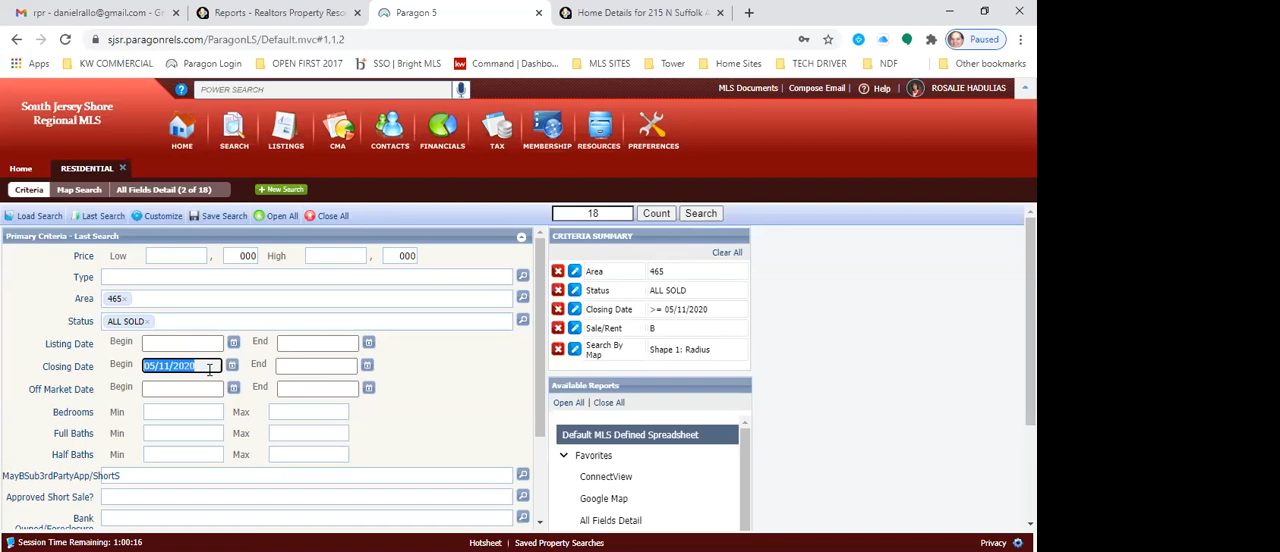 rpr - danielrallo@gmail.com - Gm
Reports - Realtors Property Resou
Paragon 5
Home Details for 215 N Suffolk A
sjsr.paragonrels.com/ParagonLS/Default.mvc#1,1,2
Paused
Apps
KW COMMERCIAL
Paragon Login
OPEN FIRST 2017
SSO | Bright MLS
Command | Dashbo...
MLS SITES
Tower
Home Sites
TECH DRIVER
NDF
Other bookmarks
South Jersey Shore
Regional MLS
POWER SEARCH
MLS Documents
Compose Email
Help
ROSALIE HADULIAS
HOME
SEARCH
LISTINGS
CMA
CONTACTS
FINANCIALS
TAX
MEMBERSHIP
RESOURCES
PREFERENCES
Home
RESIDENTIAL
Criteria
Map Search
All Fields Detail (2 of 18)
+ New Search
Load Search
Last Search
Customize
Save Search
Open All
Close All
18
Count
Search
Primary Criteria - Last Search
Price Low , 000 High , 000
Type
Area 465
Status ALL SOLD
Listing Date Begin End
Closing Date Begin 05/11/2020 End
Off Market Date Begin End
Bedrooms Min Max
Full Baths Min Max
Half Baths Min Max
MayBSub3rdPartyApp/ShortS
Approved Short Sale?
Bank
Owned/Foreclosure
CRITERIA SUMMARY
Clear All
Area 465
Status ALL SOLD
Closing Date >= 05/11/2020
Sale/Rent B
Search By
Map Shape 1: Radius
Available Reports
Open All | Close All
Default MLS Defined Spreadsheet
Favorites
ConnectView
Google Map
All Fields Detail
Session Time Remaining: 1:00:16
Hotsheet | Saved Property Searches
Privacy